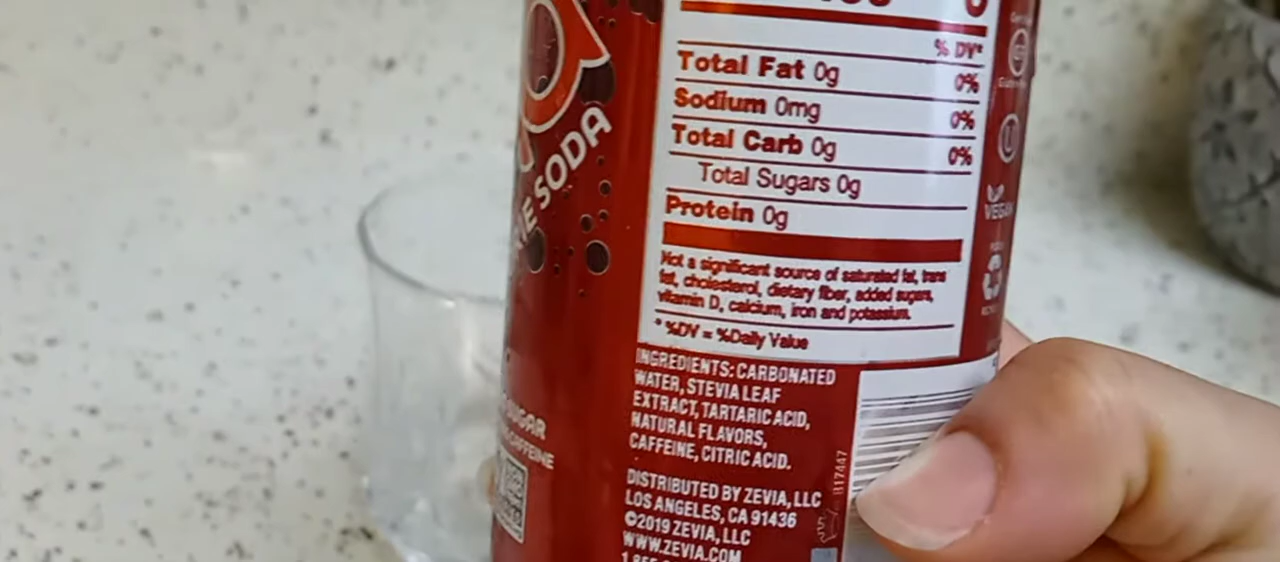 % DV*
Total Fat 0g 0%
Sodium 0mg 0%
Total Carb 0g 0%
Total Sugars 0g
Protein 0g
Not a significant source of saturated fat, trans
fat, cholesterol, dietary fiber, added sugars,
vitamin D, calcium, iron and potassium.
* %DV = %Daily Value
INGREDIENTS: CARBONATED
WATER, STEVIA LEAF
EXTRACT, TARTARIC ACID,
NATURAL FLAVORS,
CAFFEINE, CITRIC ACID.
DISTRIBUTED BY ZEVIA, LLC
LOS ANGELES, CA 91436
©2019 ZEVIA, LLC
WWW.ZEVIA.COM
SODA
SUGAR
CAFFEINE
VEGAN
U